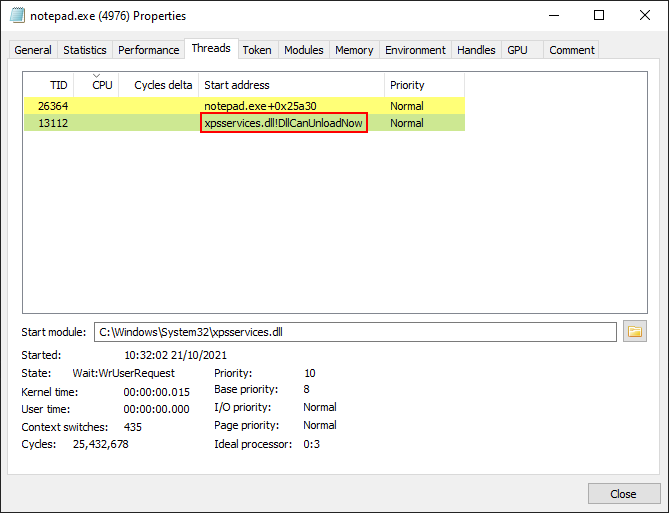 notepad.exe (4976) Properties
General Statistics Performance Threads Token Modules Memory Environment Handles GPU Comment
TID CPU Cycles delta Start address Priority
26364 notepad.exe+0x25a30 Normal
13112 xpsservices.dll!DllCanUnloadNow Normal
Start module: C:\Windows\System32\xpsservices.dll
Started: 10:32:02 21/10/2021
State: Wait:WrUserRequest Priority: 10
Kernel time: 00:00:00.015 Base priority: 8
User time: 00:00:00.000 I/O priority: Normal
Context switches: 435 Page priority: Normal
Cycles: 25,432,678 Ideal processor: 0:3
Close